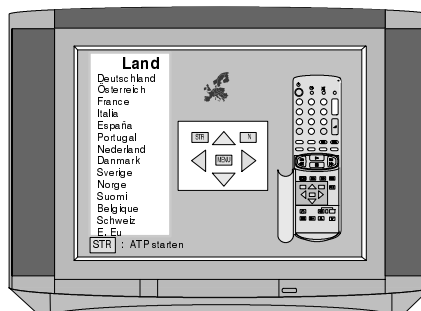 Land
Deutschland
Österreich
France
Italia
España
Portugal
Nederland
Danmark
Sverige
Norge
Suomi
Belgique
Schweiz
E. Eu
STR : ATP starten
STR
N
MENU